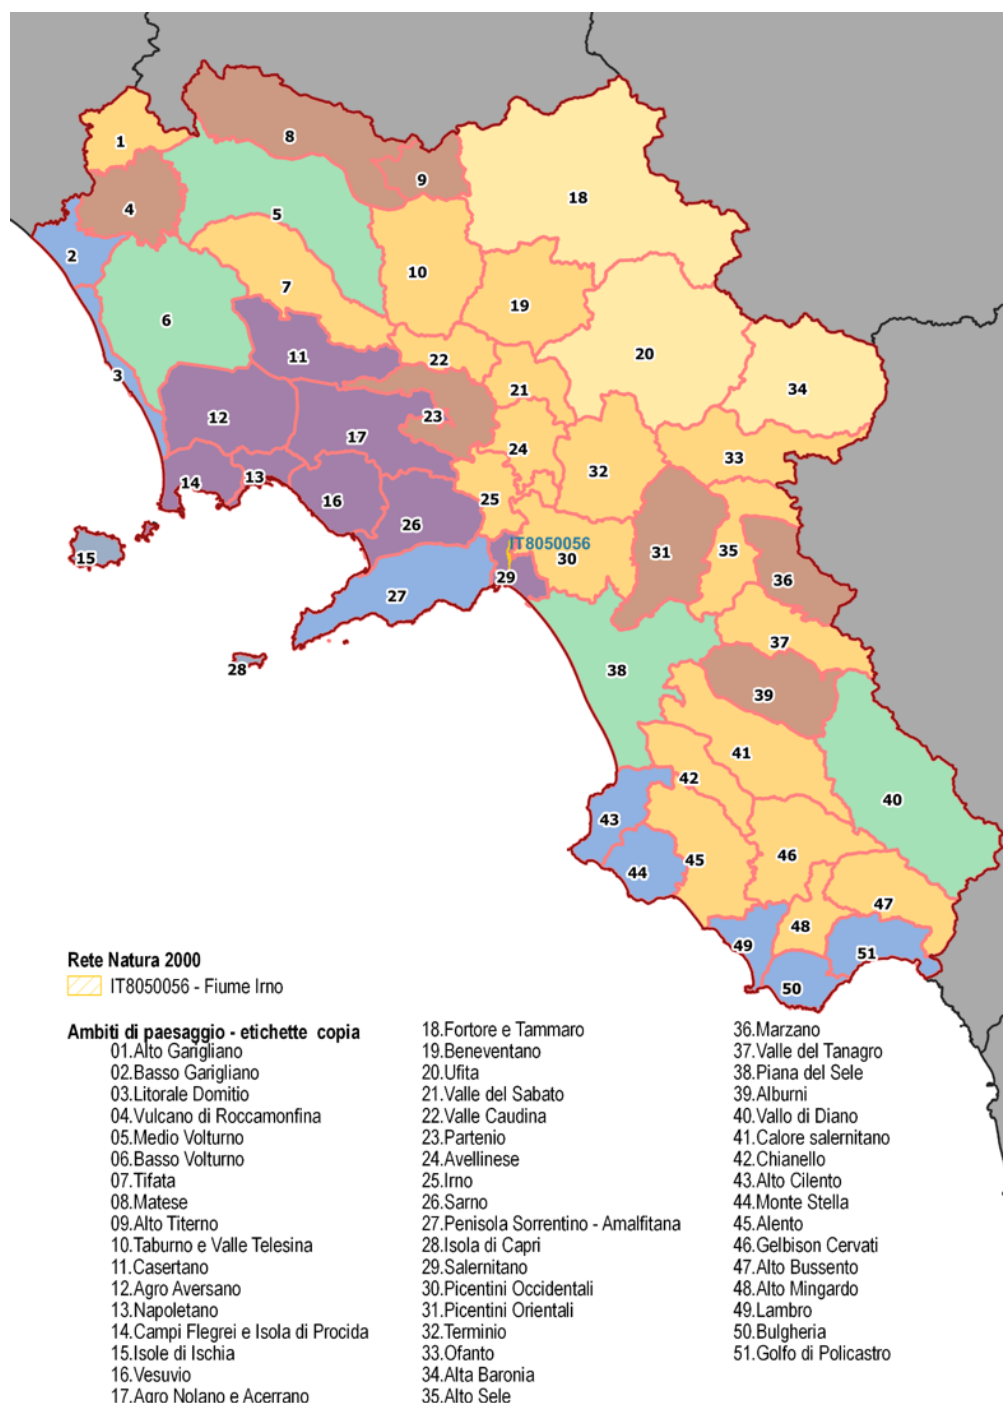 1
8
9
18
4
5
2
10
7
19
6
20
11
22
3
21
34
12
23
17
24
33
32
14
13
16
25
26
IT8050056
15
30
31
35
29
36
27
37
28
38
39
41
42
40
43
46
45
44
47
48
49
51
50
Rete Natura 2000
IT8050056 - Fiume Irno
Ambiti di paesaggio - etichette copia
01.Alto Garigliano
02.Basso Garigliano
03.Litorale Domitio
04.Vulcano di Roccamonfina
05.Medio Volturno
06.Basso Volturno
07.Tifata
08.Matese
09.Alto Titerno
10.Taburno e Valle Telesina
11.Casertano
12.Agro Aversano
13.Napoletano
14.Campi Flegrei e Isola di Procida
15.Isole di Ischia
16.Vesuvio
17.Agro Nolano e Acerrano
18.Fortore e Tammaro
19.Beneventano
20.Ufita
21.Valle del Sabato
22.Valle Caudina
23.Partenio
24.Avellinese
25.Irno
26.Sarno
27.Penisola Sorrentino - Amalfitana
28.Isola di Capri
29.Salernitano
30.Picentini Occidentali
31.Picentini Orientali
32.Terminio
33.Ofanto
34.Alta Baronia
35.Alto Sele
36.Marzano
37.Valle del Tanagro
38.Piana del Sele
39.Alburni
40.Vallo di Diano
41.Calore salernitano
42.Chianello
43.Alto Cilento
44.Monte Stella
45.Alento
46.Gelbison Cervati
47.Alto Bussento
48.Alto Mingardo
49.Lambro
50.Bulgheria
51.Golfo di Policastro